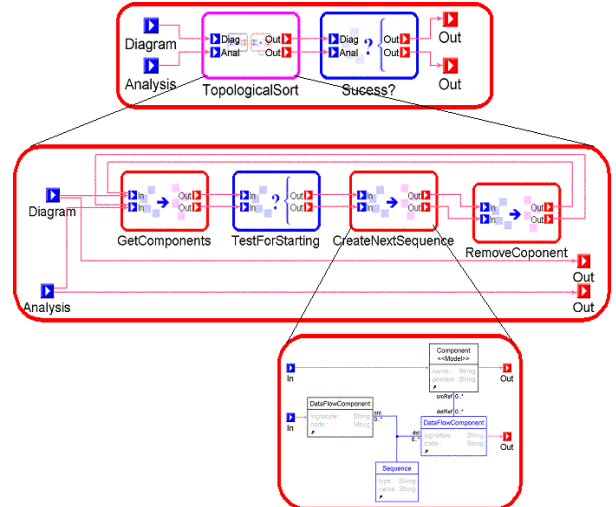 Diagram
Analysis
Diag
Anal
Out
Out
TopologicalSort
Diag
Anal
?
Out
Out
Sucess?
Out
Out
Diagram
Analysis
In
In
Out
Out
GetComponents
In
In
?
Out
Out
TestForStarting
In
In
Out
Out
CreateNextSequence
In
In
Out
Out
RemoveCoponent
Out
Out
In
Component
<<Model>>
name : String
position : String
Out
srcRef 0..*
dstRef 0..*
In
DataFlowComponent
signature : String
code : String
src
0..*
dst
0..*
DataFlowComponent
signature : String
code : String
Out
Sequence
type : String
name : String